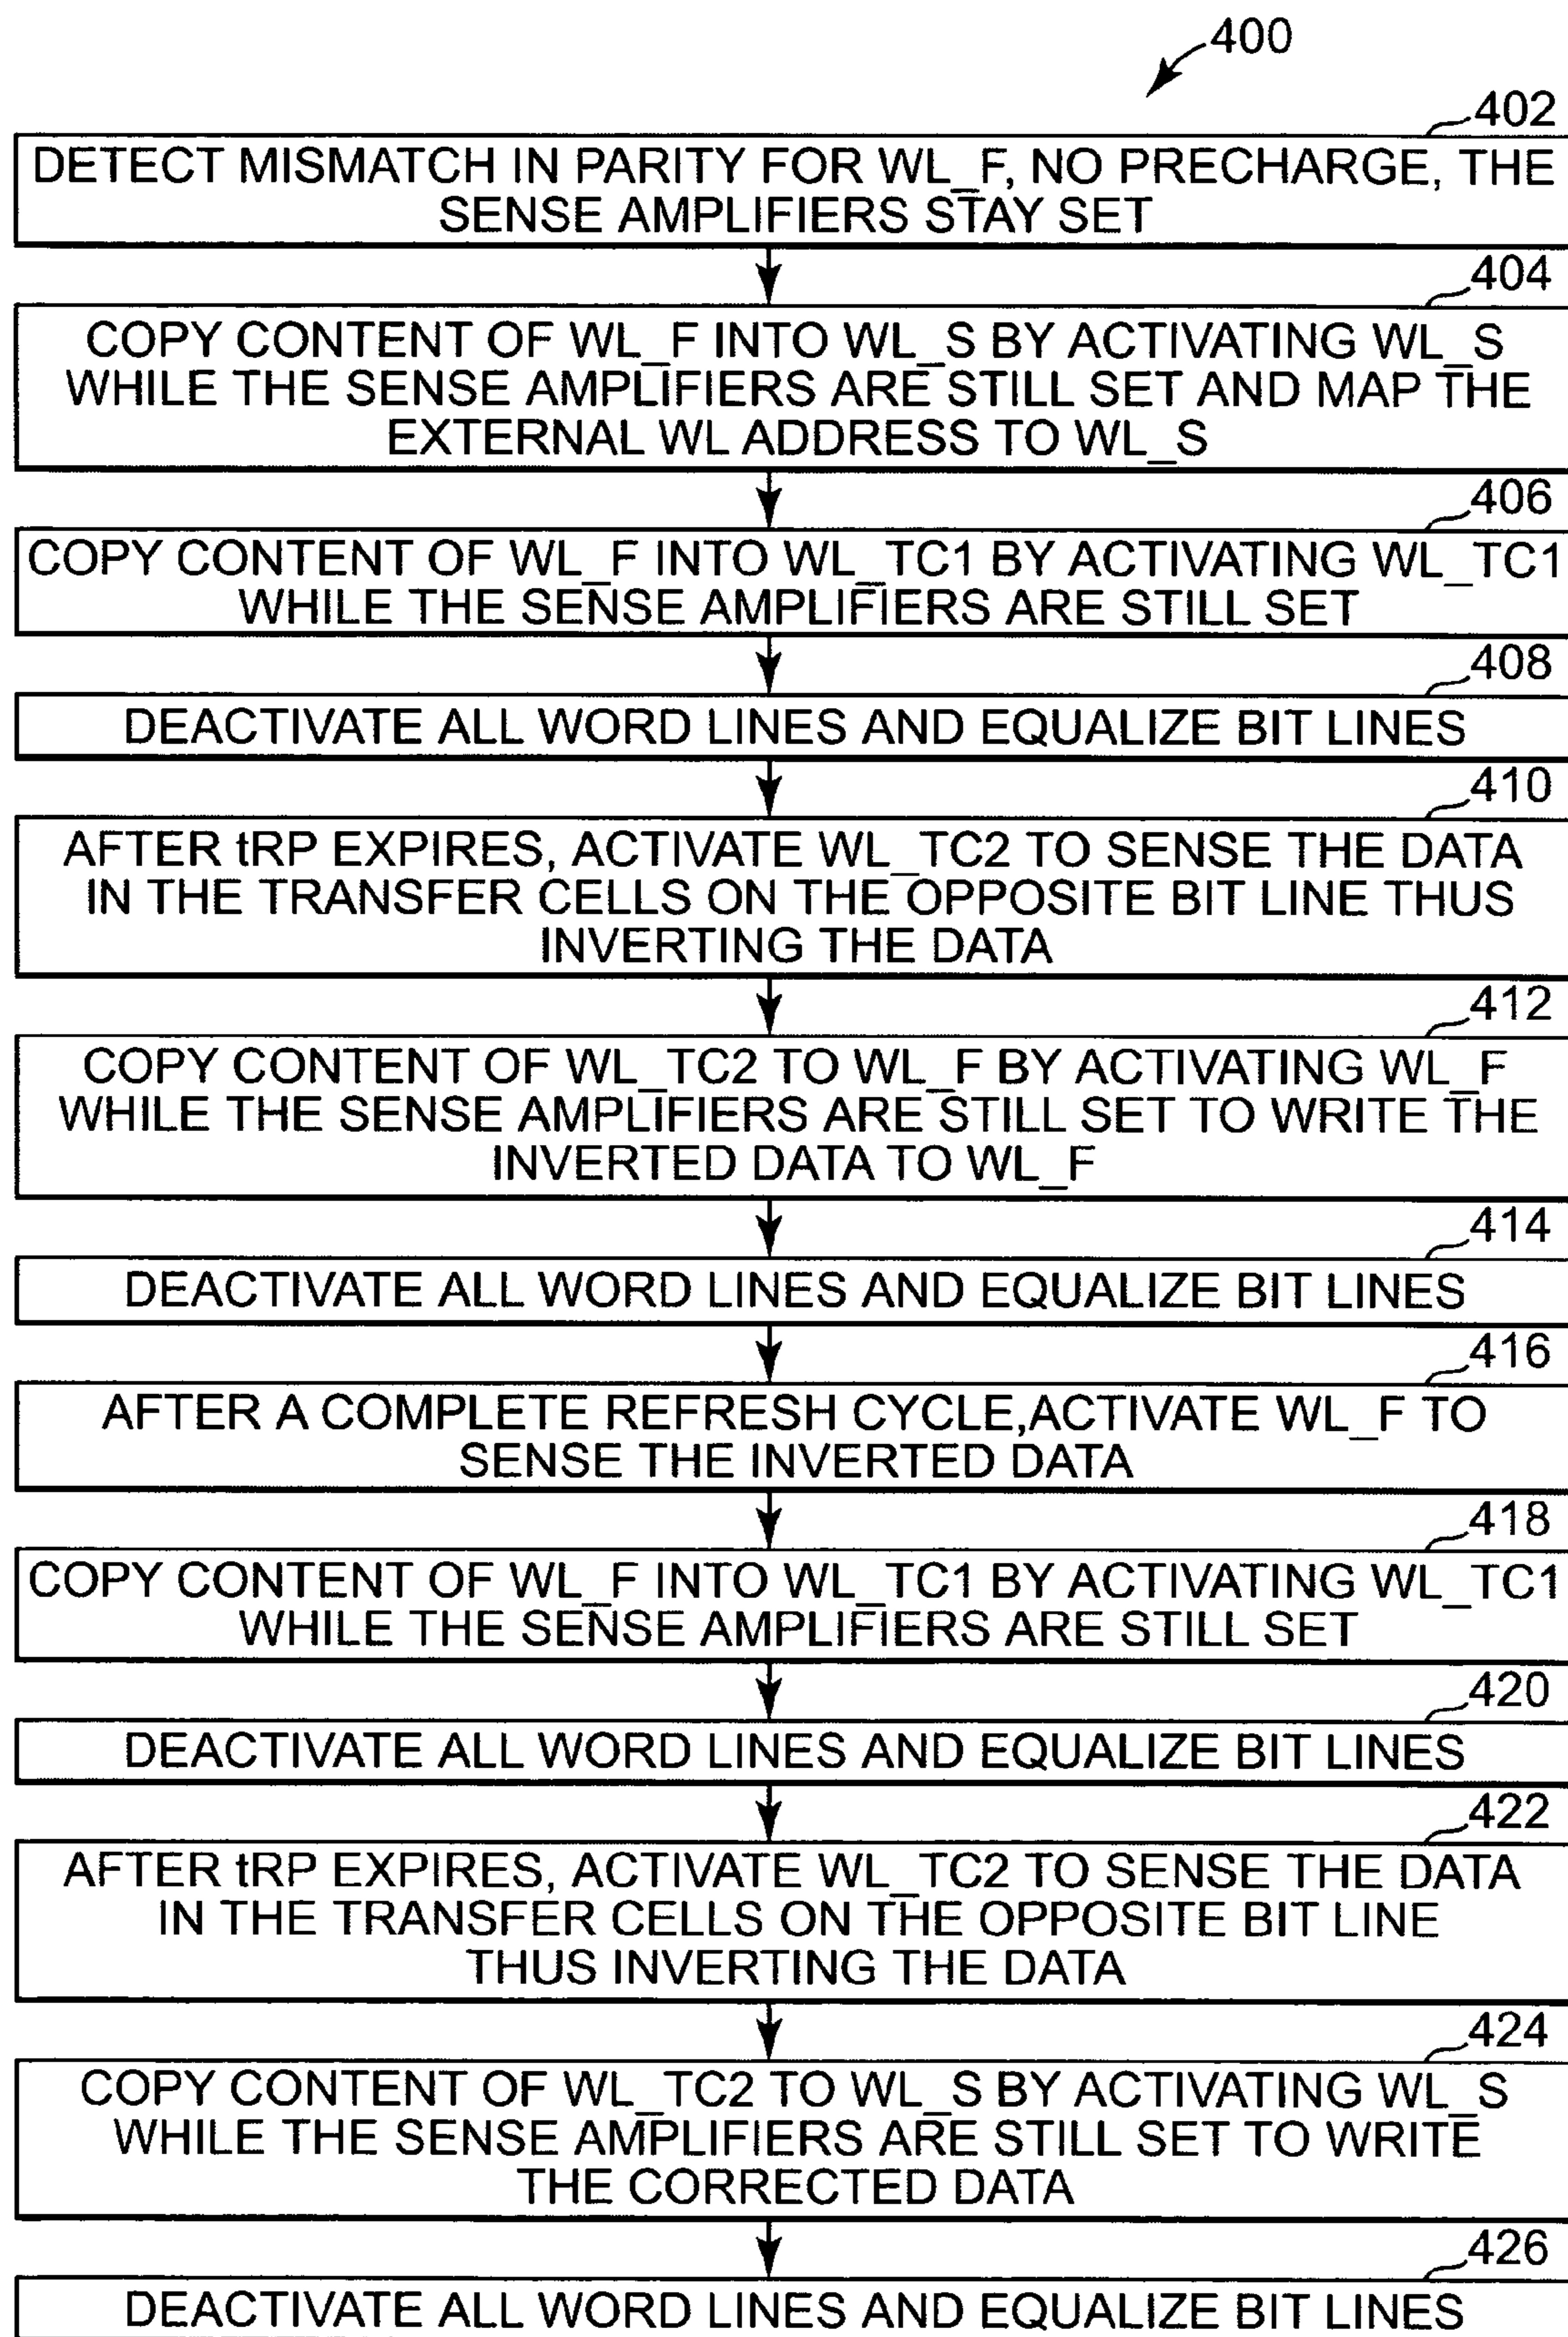 400
402
DETECT MISMATCH IN PARITY FOR WL_F, NO PRECHARGE, THE
SENSE AMPLIFIERS STAY SET
404
COPY CONTENT OF WL_F INTO WL_S BY ACTIVATING WL_S
WHILE THE SENSE AMPLIFIERS ARE STILL SET AND MAP THE
EXTERNAL WL ADDRESS TO WL_S
406
COPY CONTENT OF WL_F INTO WL_TC1 BY ACTIVATING WL_TC1
WHILE THE SENSE AMPLIFIERS ARE STILL SET
408
DEACTIVATE ALL WORD LINES AND EQUALIZE BIT LINES
410
AFTER tRP EXPIRES, ACTIVATE WL_TC2 TO SENSE THE DATA
IN THE TRANSFER CELLS ON THE OPPOSITE BIT LINE THUS
INVERTING THE DATA
412
COPY CONTENT OF WL_TC2 TO WL_F BY ACTIVATING WL_F
WHILE THE SENSE AMPLIFIERS ARE STILL SET TO WRITE THE
INVERTED DATA TO WL_F
414
DEACTIVATE ALL WORD LINES AND EQUALIZE BIT LINES
416
AFTER A COMPLETE REFRESH CYCLE,ACTIVATE WL_F TO
SENSE THE INVERTED DATA
418
COPY CONTENT OF WL_F INTO WL_TC1 BY ACTIVATING WL_TC1
WHILE THE SENSE AMPLIFIERS ARE STILL SET
420
DEACTIVATE ALL WORD LINES AND EQUALIZE BIT LINES
422
AFTER tRP EXPIRES, ACTIVATE WL_TC2 TO SENSE THE DATA
IN THE TRANSFER CELLS ON THE OPPOSITE BIT LINE
THUS INVERTING THE DATA
424
COPY CONTENT OF WL_TC2 TO WL_S BY ACTIVATING WL_S
WHILE THE SENSE AMPLIFIERS ARE STILL SET TO WRITE
THE CORRECTED DATA
426
DEACTIVATE ALL WORD LINES AND EQUALIZE BIT LINES